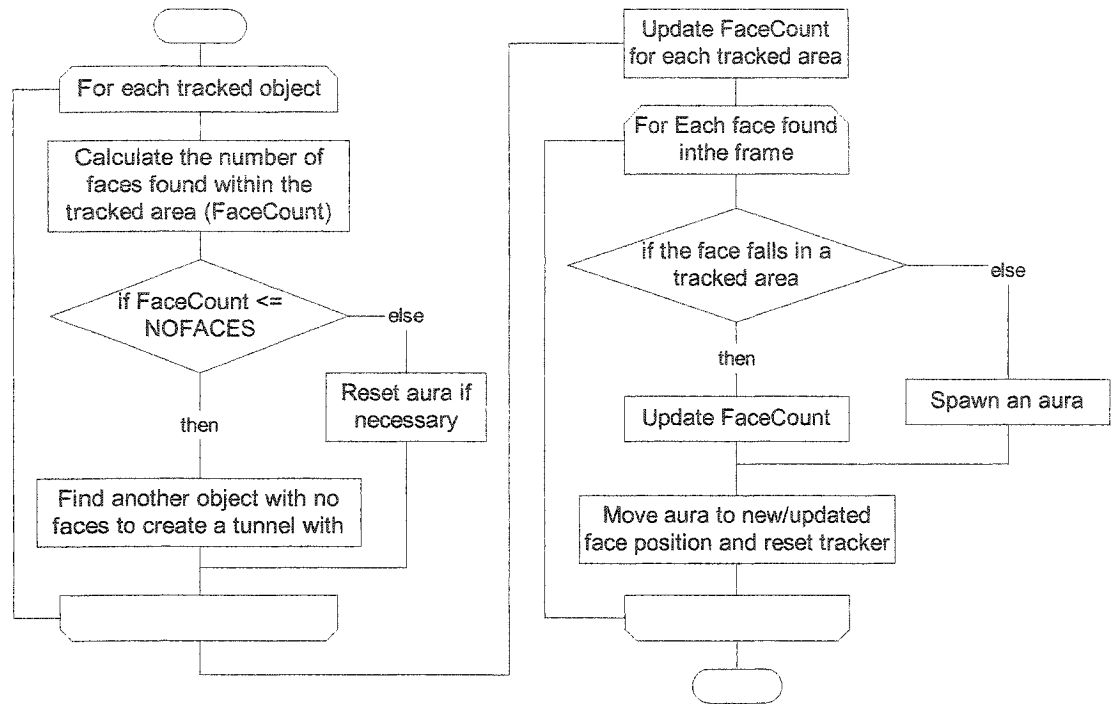 For each tracked object
Calculate the number of
faces found within the
tracked area (FaceCount)
if FaceCount <=
NOFACES
else
then
Reset aura if
necessary
Find another object with no
faces to create a tunnel with
Update FaceCount
for each tracked area
For Each face found
inthe frame
if the face falls in a
tracked area
else
then
Update FaceCount
Spawn an aura
Move aura to new/updated
face position and reset tracker